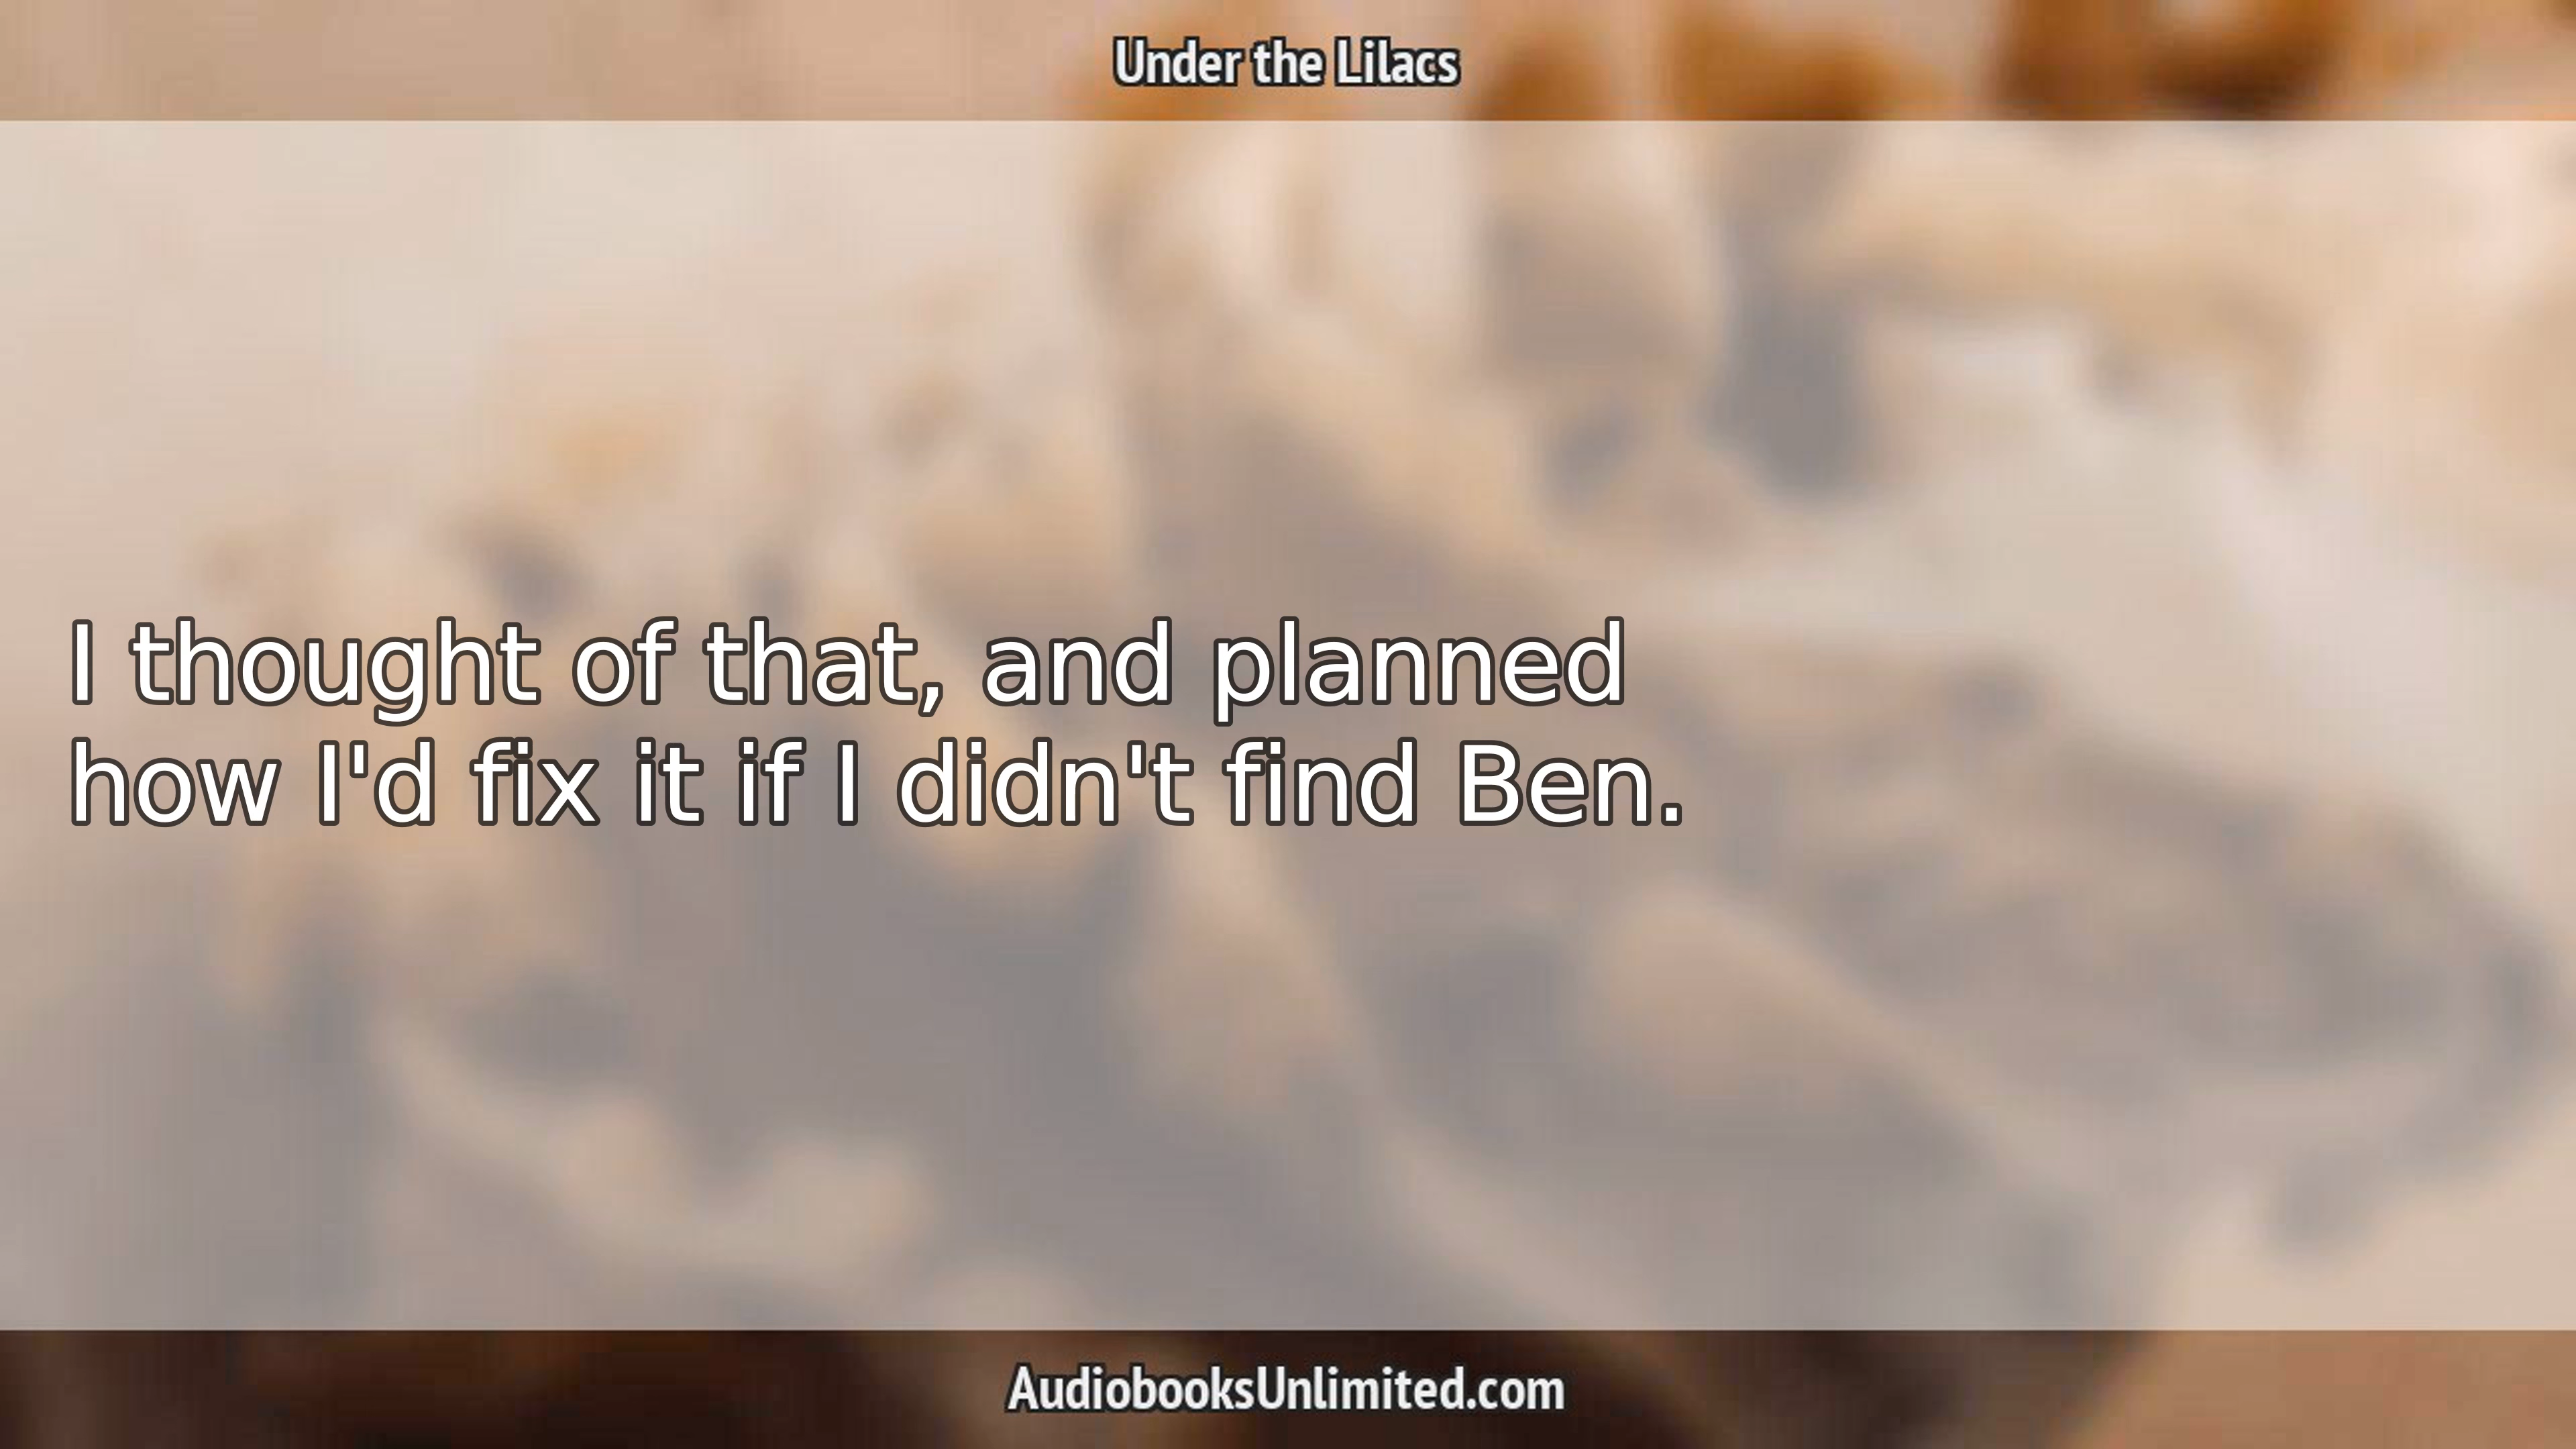 Under the Lilacs
I thought of that, and planned
how I'd fix it if I didn't find Ben.
AudiobooksUnlimited.com